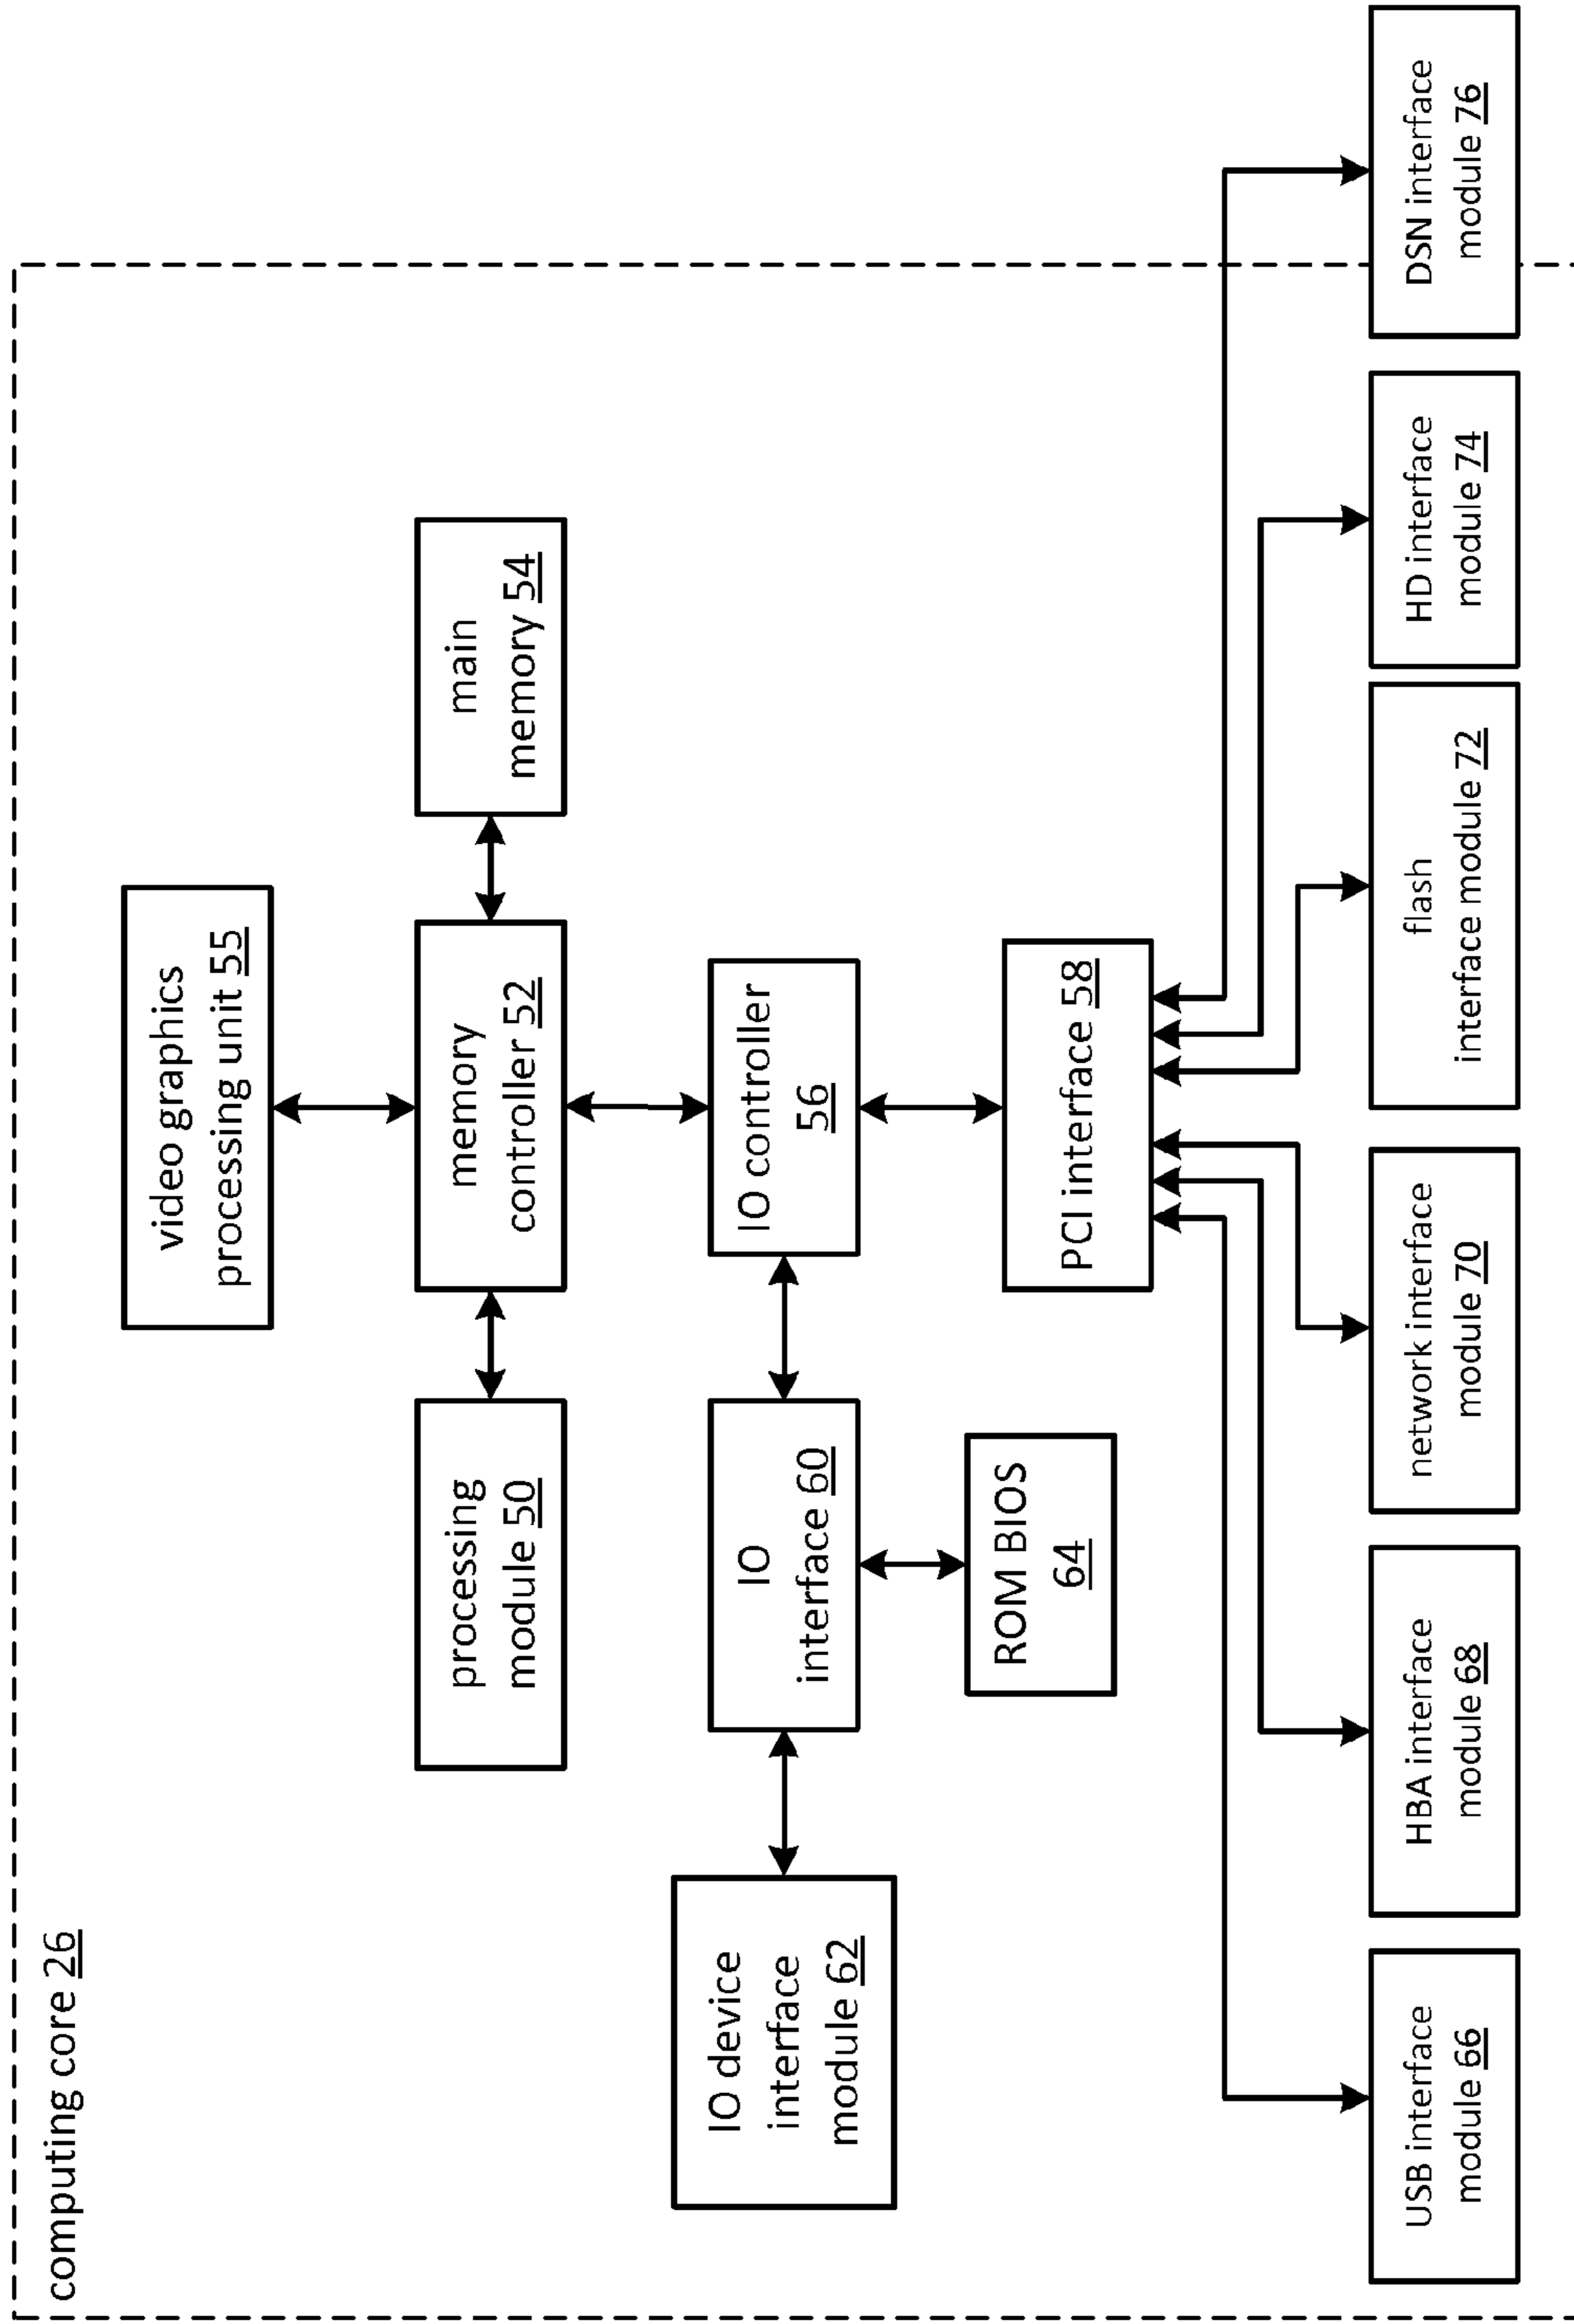 computing core 26
video graphics
processing unit 55
processing
module 50
memory
controller 52
main
memory 54
IO device
interface
module 62
IO
interface 60
IO controller
56
ROM BIOS
64
PCI interface 58
USB interface
module 66
HBA interface
module 68
network interface
module 70
flash
interface module 72
HD interface
module 74
DSN interface
module 76